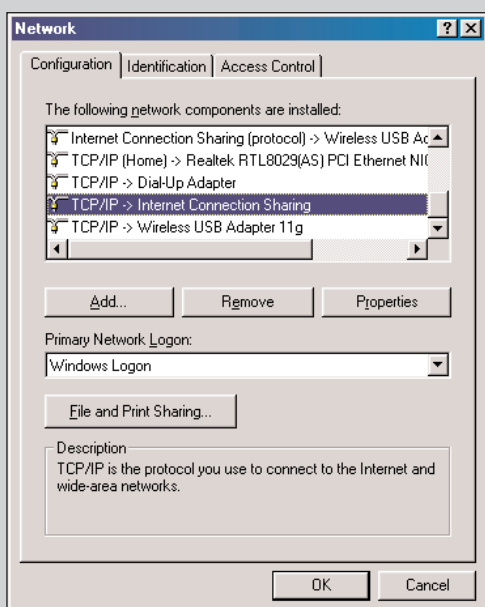 Network
Configuration Identification Access Control
The following network components are installed:
Internet Connection Sharing (protocol) -> Wireless USB Ac
TCP/IP (Home) -> Realtek RTL8029(AS) PCI Ethernet NI(
TCP/IP -> Dial-Up Adapter
TCP/IP -> Internet Connection Sharing
TCP/IP -> Wireless USB Adapter 11g
Add... Remove Properties
Primary Network Logon:
Windows Logon
File and Print Sharing...
Description
TCP/IP is the protocol you use to connect to the Internet and
wide-area networks.
OK Cancel